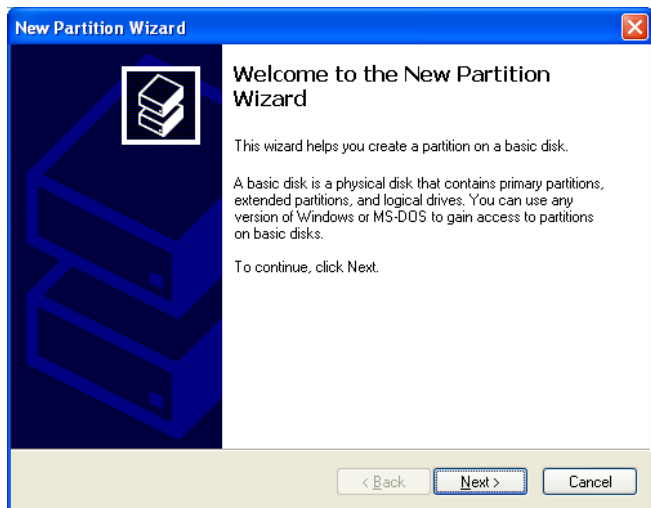 New Partition Wizard
Welcome to the New Partition
Wizard
This wizard helps you create a partition on a basic disk.
A basic disk is a physical disk that contains primary partitions,
extended partitions, and logical drives. You can use any
version of Windows or MS-DOS to gain access to partitions
on basic disks.
To continue, click Next.
< Back
Next >
Cancel